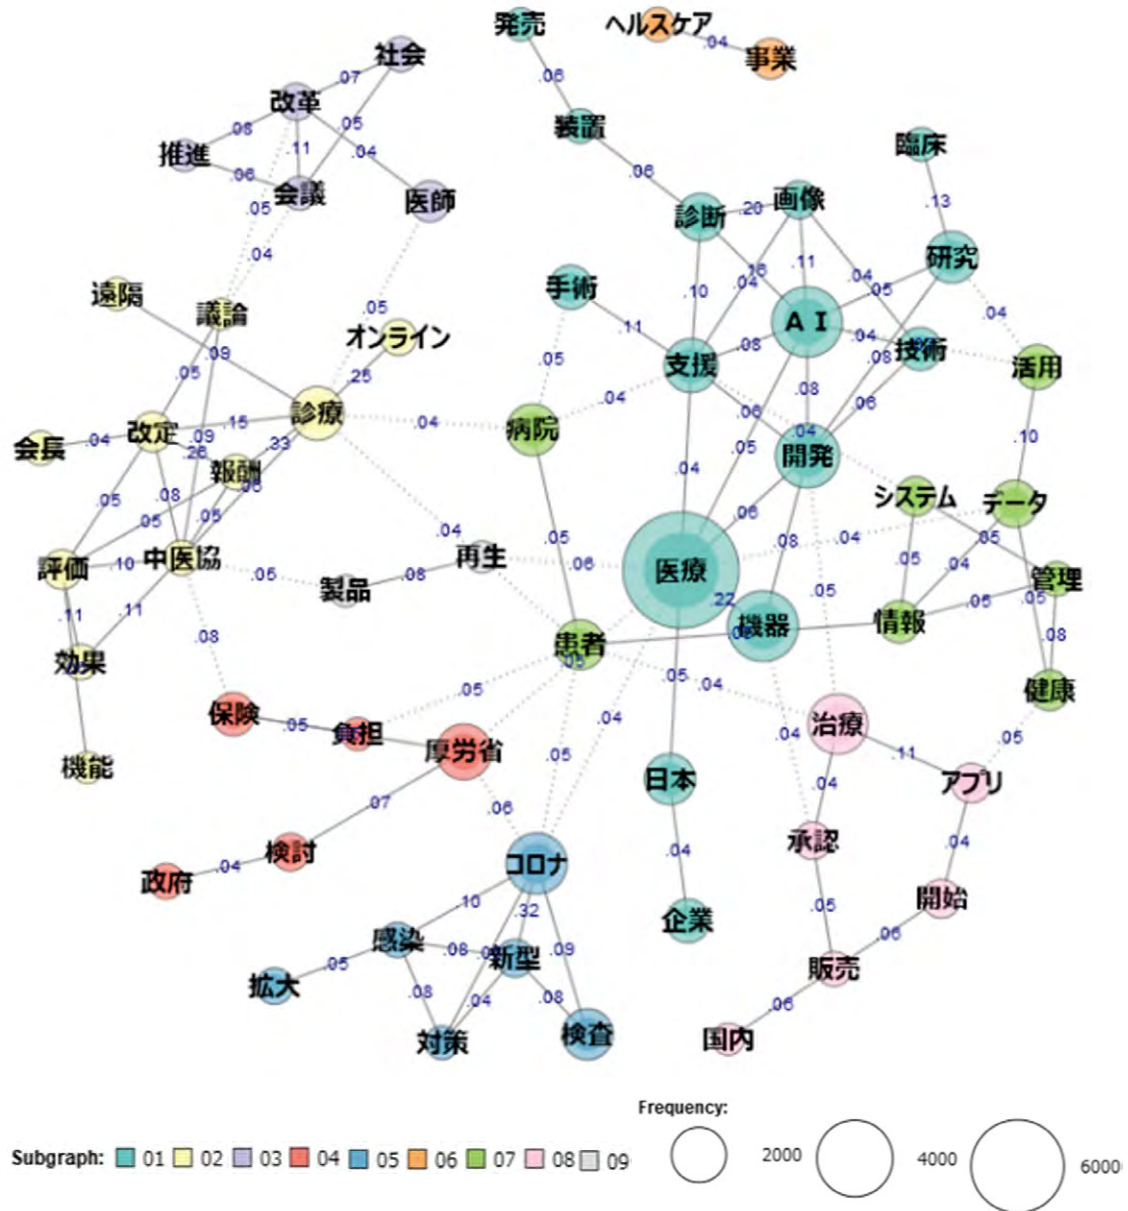 発売
ヘルスケア
.04
事業
社会
.07
.06
改革
.05
.08
.11
.04
装置
推進
.06
会議
.06
臨床
医師
.13
.05
診断
.20
画像
.04
研究
遠隔
手術
.10
.16
.04
.11
.04
.05
.04
議論
.05
オンライン
.11
AI
.09
.05
.25
.05
支援
.08
.04
.08
技術
活用
診療
.04
.04
.08
.06
会長
.04
改定
.15
.09
.26
.33
病院
.06
.04
.05
開発
.10
報酬
.04
システム
データ
.05
.08
.05
.05
.06
.05
評価
.10
中医協
.04
再生
.05
.06
医療
.08
.04
.05
.04
管理
.05
製品
.08
.22
機器
.05
.05
.05
.08
.11
.11
患者
情報
効果
.08
.05
.05
.04
健康
保険
.05
負担
.05
厚労省
.04
.04
治療
.05
機能
.05
日本
.11
アプリ
.07
.06
.04
検討
.04
承認
.04
政府
.04
コロナ
.05
開始
.10
.32
企業
感染
.08
新型
.09
.06
拡大
.05
販売
.08
.04
.08
.06
対策
検査
国内
Frequency:
Subgraph: 01 02 03 04 05 06 07 08 09
2000 4000 6000